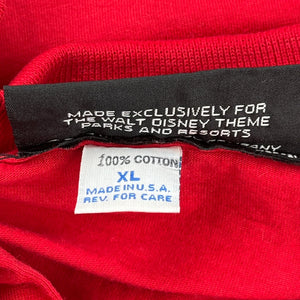 MADE EXCLUSIVELY FOR
THE WALT DISNEY THEME
PARKS AND RESORTS
100% COTTON
XL
MADE IN U.S.A.
REV. FOR CARE